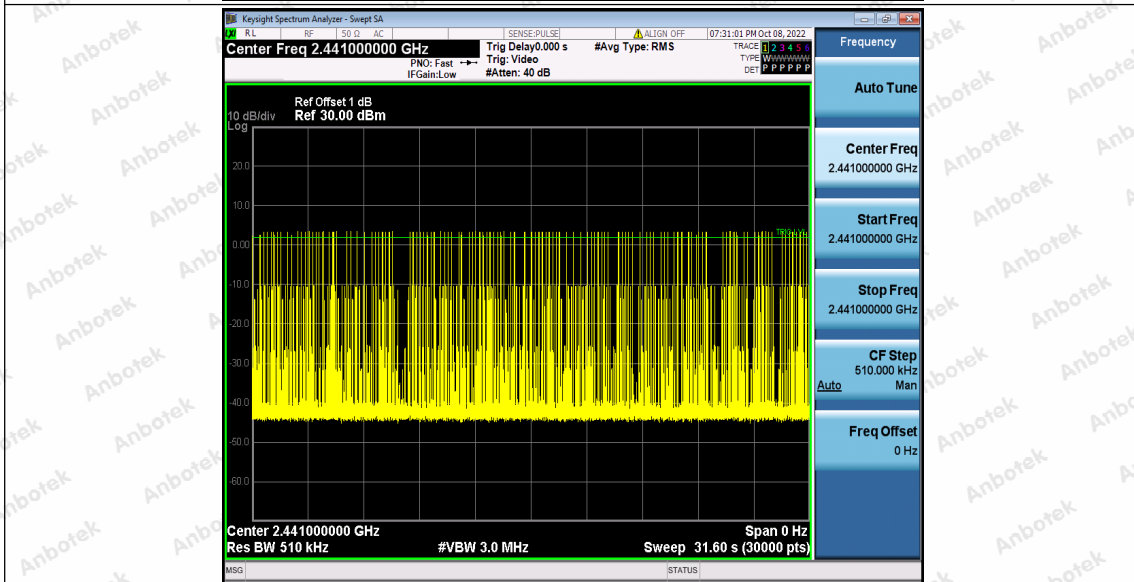 Keysight Spectrum Analyzer - Swept SA
LXI RL RF 50 Ω AC SENSE:PULSE ALIGN OFF 07:31:01 PM Oct 08, 2022
Center Freq 2.441000000 GHz
PNO: Fast
IFGain:Low
Trig Delay0.000 s
Trig: Video
#Atten: 40 dB
#Avg Type: RMS
TRACE 1 2 3 4 5 6
TYPE WWWWWW
DET P P P P P P
Frequency
Auto Tune
Center Freq
2.441000000 GHz
Start Freq
2.441000000 GHz
Stop Freq
2.441000000 GHz
CF Step
510.000 kHz
Auto Man
Freq Offset
0 Hz
Ref Offset 1 dB
10 dB/div Ref 30.00 dBm
Log
20.0
10.0
0.00
-10.0
-20.0
-30.0
-40.0
-50.0
-60.0
Center 2.441000000 GHz Span 0 Hz
Res BW 510 kHz #VBW 3.0 MHz Sweep 31.60 s (30000 pts)
MSG STATUS
Anbotek